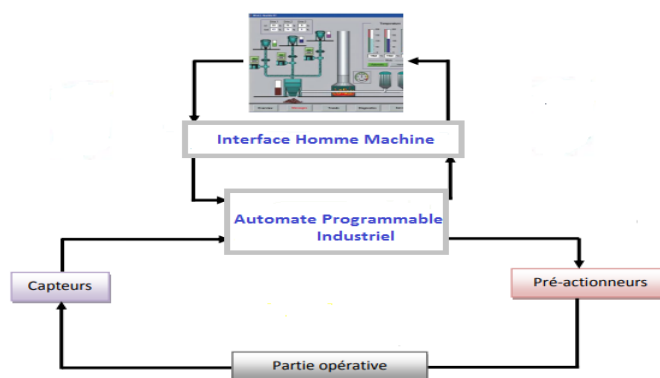 Interface Homme Machine
Automate Programmable
Industriel
Capteurs
Pré-actionneurs
Partie opérative